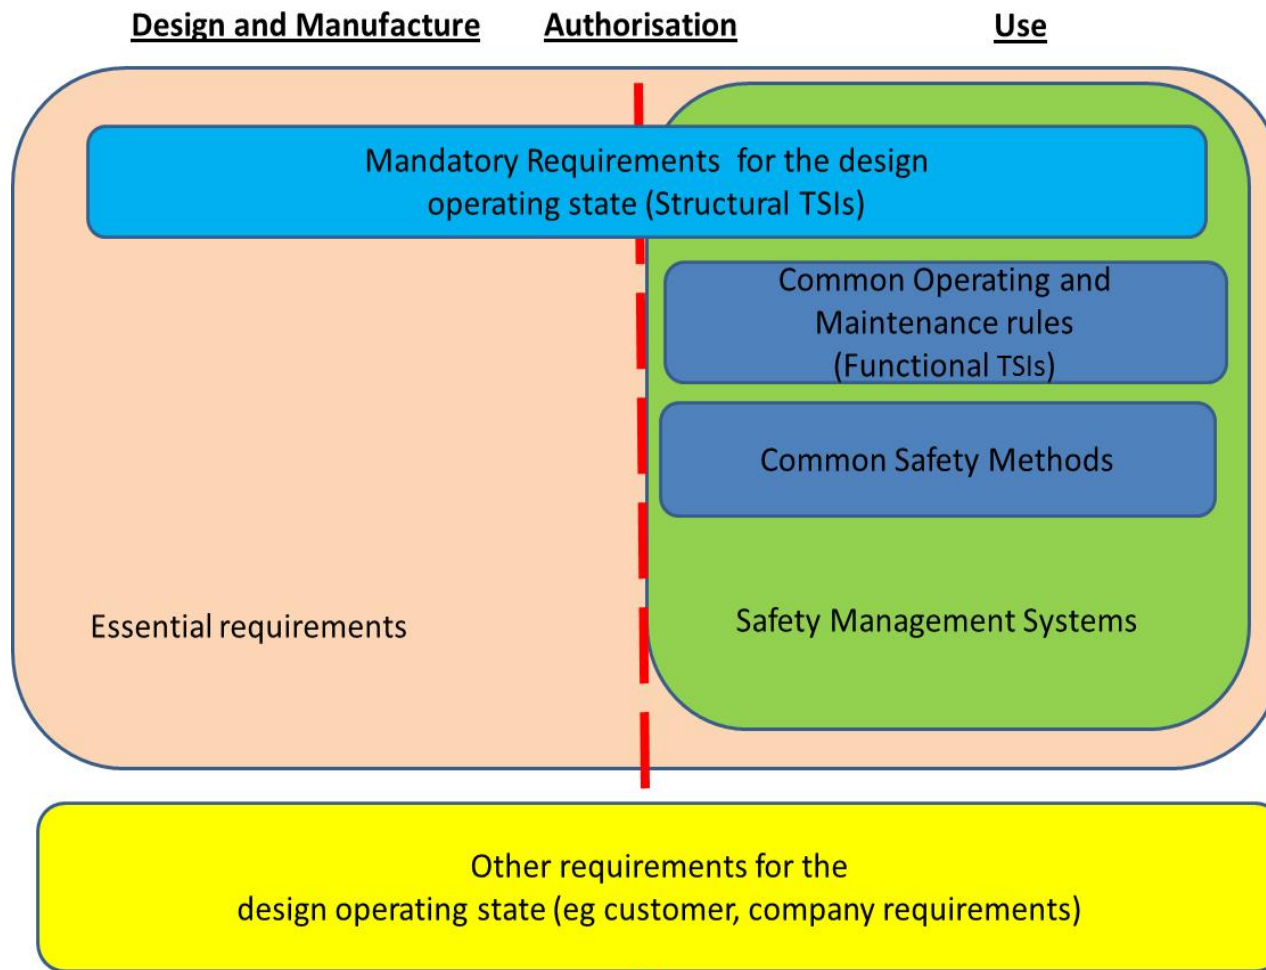 Design and Manufacture Authorisation Use
Mandatory Requirements for the design
operating state (Structural TSIs)
Common Operating and
Maintenance rules
(Functional TSIs)
Common Safety Methods
Essential requirements
Safety Management Systems
Other requirements for the
design operating state (eg customer, company requirements)